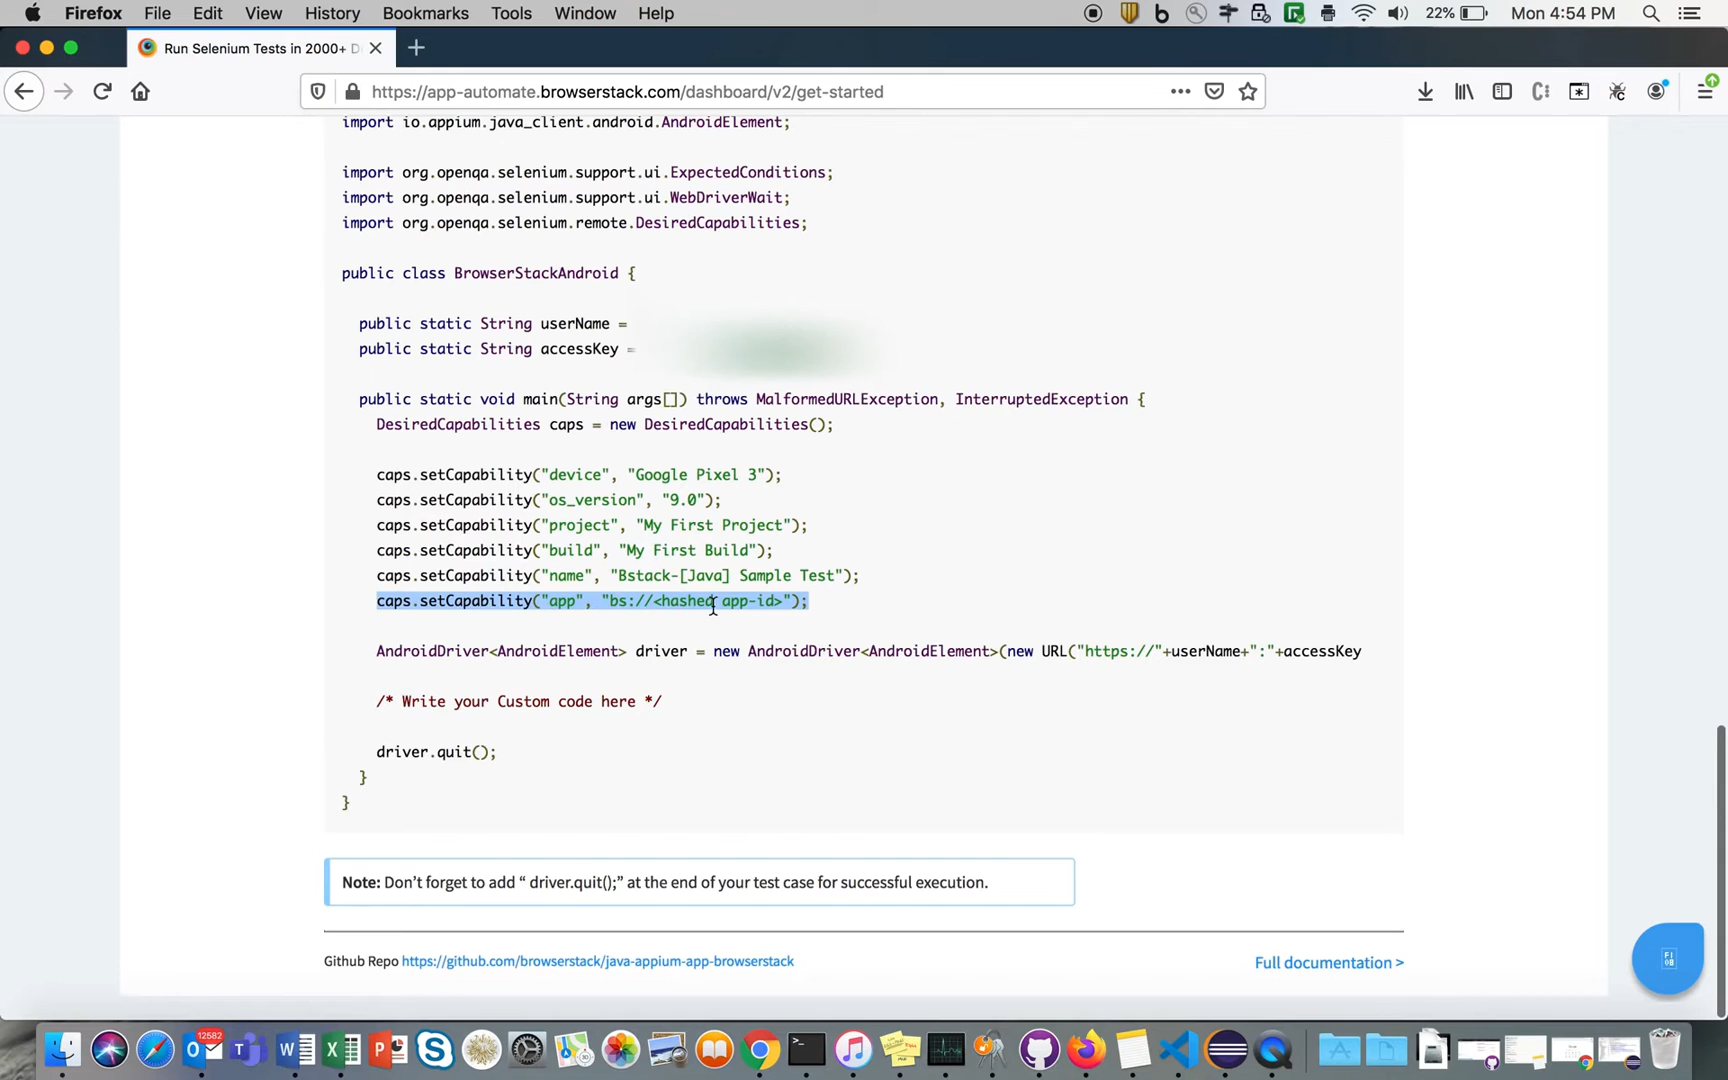 Firefox File Edit View History Bookmarks Tools Window Help 22% Mon 4:54 PM
Run Selenium Tests in 2000+ D
https://app-automate.browserstack.com/dashboard/v2/get-started
import io.appium.java_client.android.AndroidElement;
import org.openqa.selenium.support.ui.ExpectedConditions;
import org.openqa.selenium.support.ui.WebDriverWait;
import org.openqa.selenium.remote.DesiredCapabilities;
public class BrowserStackAndroid {
public static String userName =
public static String accessKey =
public static void main(String args[]) throws MalformedURLException, InterruptedException {
DesiredCapabilities caps = new DesiredCapabilities();
caps.setCapability("device", "Google Pixel 3");
caps.setCapability("os_version", "9.0");
caps.setCapability("project", "My First Project");
caps.setCapability("build", "My First Build");
caps.setCapability("name", "Bstack-[Java] Sample Test");
caps.setCapability("app", "bs://<hashed app-id>");
AndroidDriver<AndroidElement> driver = new AndroidDriver<AndroidElement>(new URL("https://"+userName+":"+accessKey
/* Write your Custom code here */
driver.quit();
}
}
Note: Don't forget to add “ driver.quit();” at the end of your test case for successful execution.
Github Repo https://github.com/browserstack/java-appium-app-browserstack Full documentation >
12582